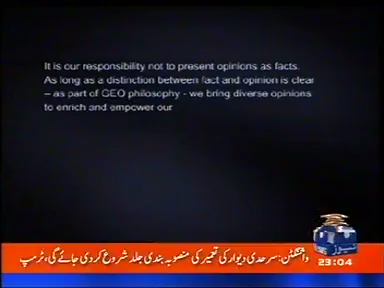 It is our responsibility not to present opinions as facts.
As long as a distinction between fact and opinion is clear
– as part of GEO philosophy - we bring diverse opinions
to enrich and empower our
نیوز
23:04
واشنگٹن: سرحدی دیوار کی تعمیر کی منصوبہ بندی جلد شروع کردی جائے گی، ٹرمپ